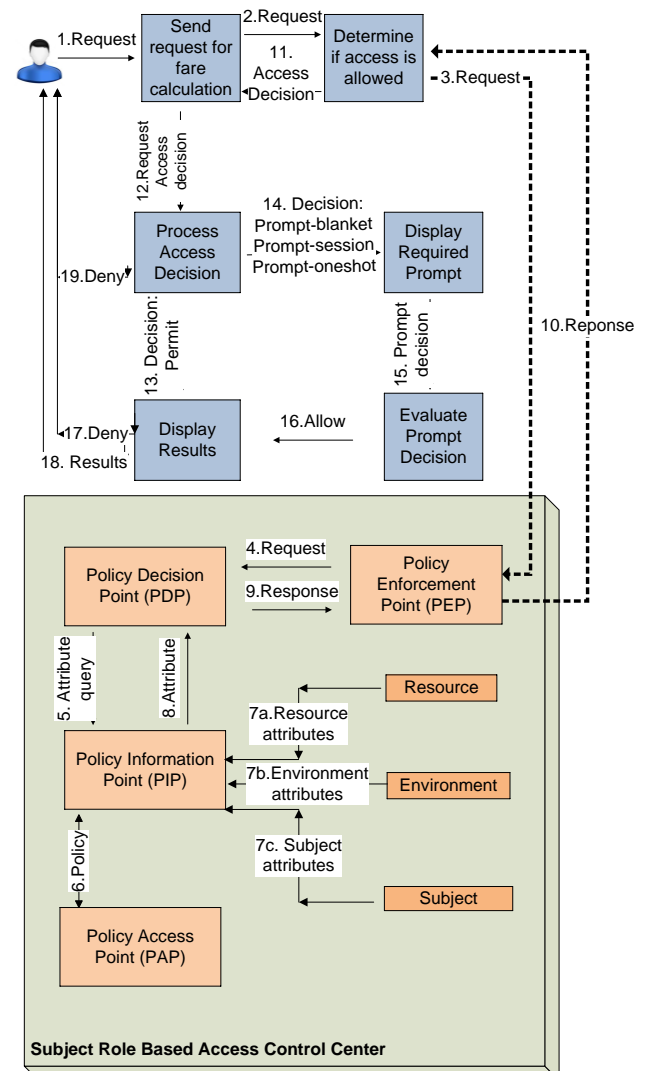 1.Request
Send
request for
fare
calculation
2.Request
11.
Access
Decision
Determine
if access is
allowed
3.Request
12.Request
Access
decision
Process
Access
Decision
14. Decision:
Prompt-blanket
Prompt-session
Prompt-oneshot
Display
Required
Prompt
19.Deny
13. Decision:
Permit
15. Prompt
decision
10.Reponse
17.Deny
18. Results
Display
Results
16.Allow
Evaluate
Prompt
Decision
Policy Decision
Point (PDP)
4.Request
9.Response
Policy
Enforcement
Point (PEP)
5. Attribute
query
8.Attribute
7a.Resource
attributes
Resource
Policy Information
Point (PIP)
7b.Environment
attributes
Environment
7c. Subject
attributes
6.Policy
Subject
Policy Access
Point (PAP)
Subject Role Based Access Control Center